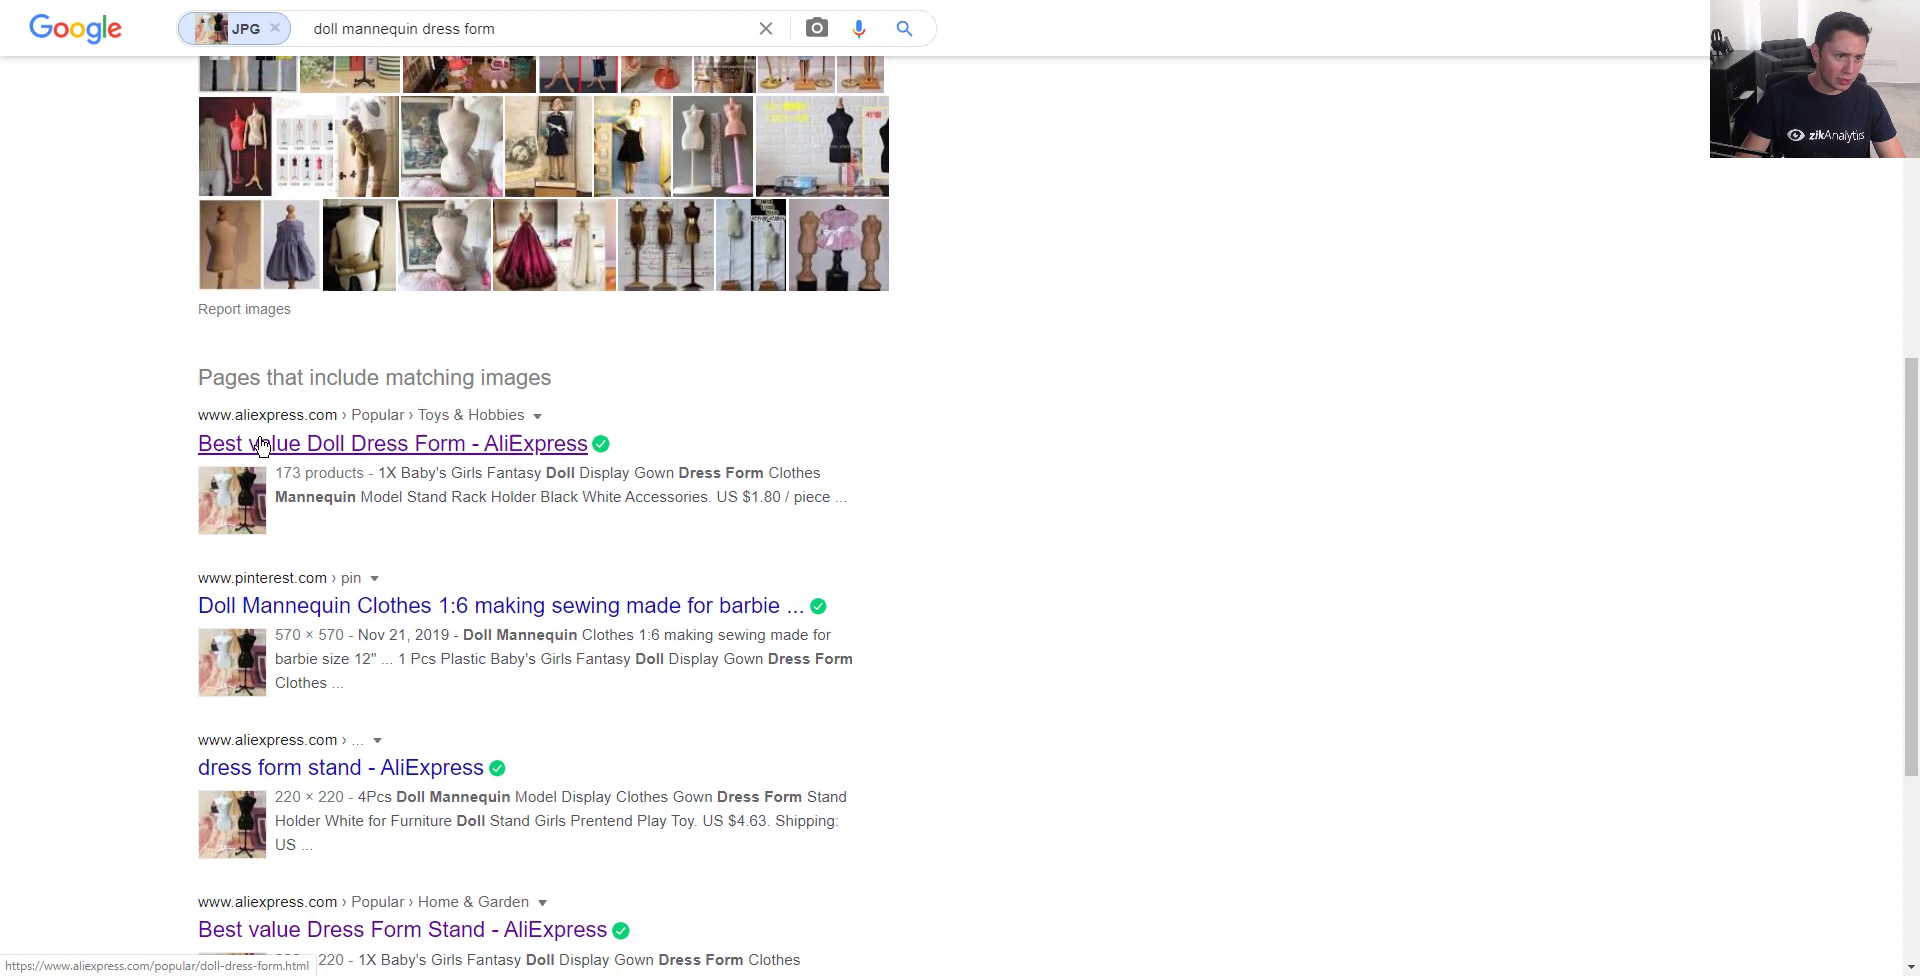 Google
JPG
doll mannequin dress form
zikAnalytics
Report images
Pages that include matching images
www.aliexpress.com › Popular › Toys & Hobbies
Best value Doll Dress Form - AliExpress
173 products - 1X Baby's Girls Fantasy Doll Display Gown Dress Form Clothes
Mannequin Model Stand Rack Holder Black White Accessories. US $1.80 / piece ...
www.pinterest.com › pin
Doll Mannequin Clothes 1:6 making sewing made for barbie ...
570 × 570 - Nov 21, 2019 - Doll Mannequin Clothes 1:6 making sewing made for
barbie size 12" ... 1 Pcs Plastic Baby's Girls Fantasy Doll Display Gown Dress Form
Clothes ...
www.aliexpress.com › ...
dress form stand - AliExpress
220 × 220 - 4Pcs Doll Mannequin Model Display Clothes Gown Dress Form Stand
Holder White for Furniture Doll Stand Girls Prentend Play Toy. US $4.63. Shipping:
US ...
www.aliexpress.com › Popular › Home & Garden
Best value Dress Form Stand - AliExpress
220 - 1X Baby's Girls Fantasy Doll Display Gown Dress Form Clothes
https://www.aliexpress.com/popular/doll-dress-form.html